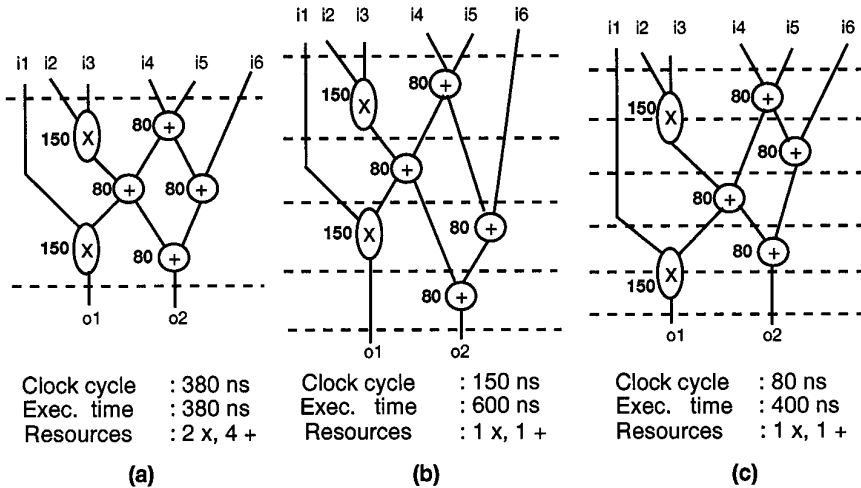 i1 i2 i3 i4 i5 i6
150 X
80 +
80 +
80 +
150 X
80 +
o1 o2
Clock cycle : 380 ns
Exec. time : 380 ns
Resources : 2 x, 4 +
(a)
i1 i2 i3 i4 i5 i6
80 +
150 X
80 +
150 X
80 +
80 +
o1 o2
Clock cycle : 150 ns
Exec. time : 600 ns
Resources : 1 x, 1 +
(b)
i1 i2 i3 i4 i5 i6
80 +
150 X
80 +
80 +
80 +
150 X
o1 o2
Clock cycle : 80 ns
Exec. time : 400 ns
Resources : 1 x, 1 +
(c)